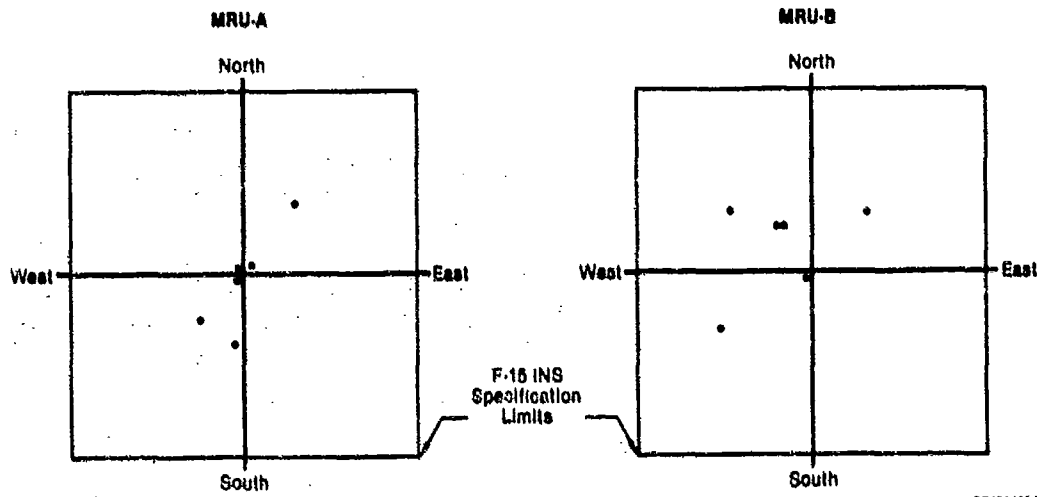 MRU-A
North
West
East
South
MRU-B
North
West
East
South
F-15 INS
Specification
Limits